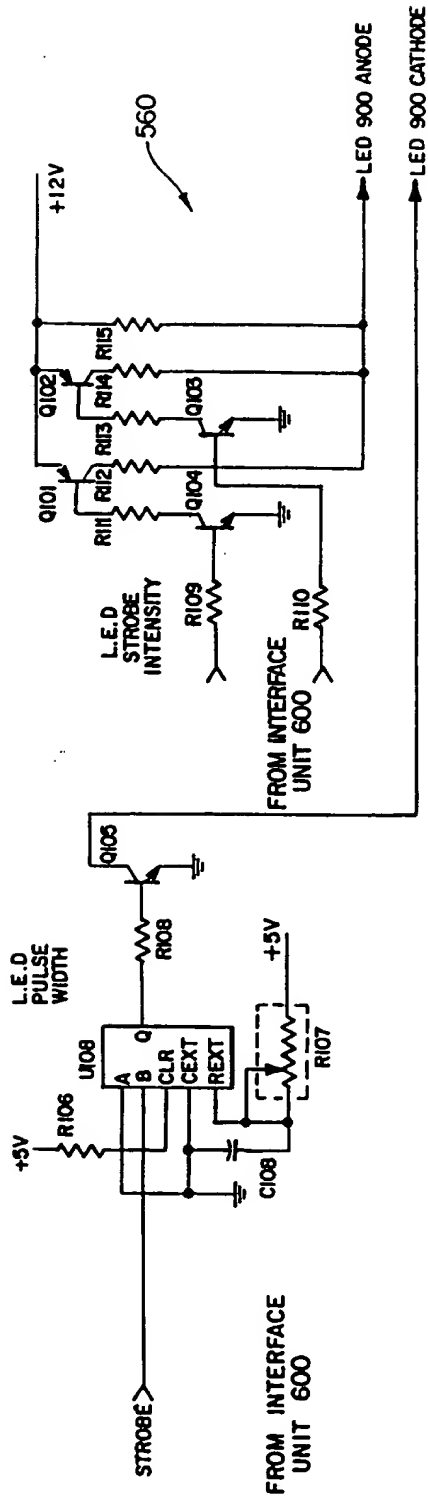 560
+12V
LED 900 ANODE
LED 900 CATHODE
Q101
Q102
R111
R112
R113
R114
R115
Q104
Q103
L.E.D
STROBE
INTENSITY
R109
R110
FROM INTERFACE
UNIT 600
L.E.D
PULSE
WIDTH
Q105
R108
U108
Q
A
B
CLR
CEXT
REXT
+5V
R106
+5V
R107
C108
STROBE
FROM INTERFACE
UNIT 600